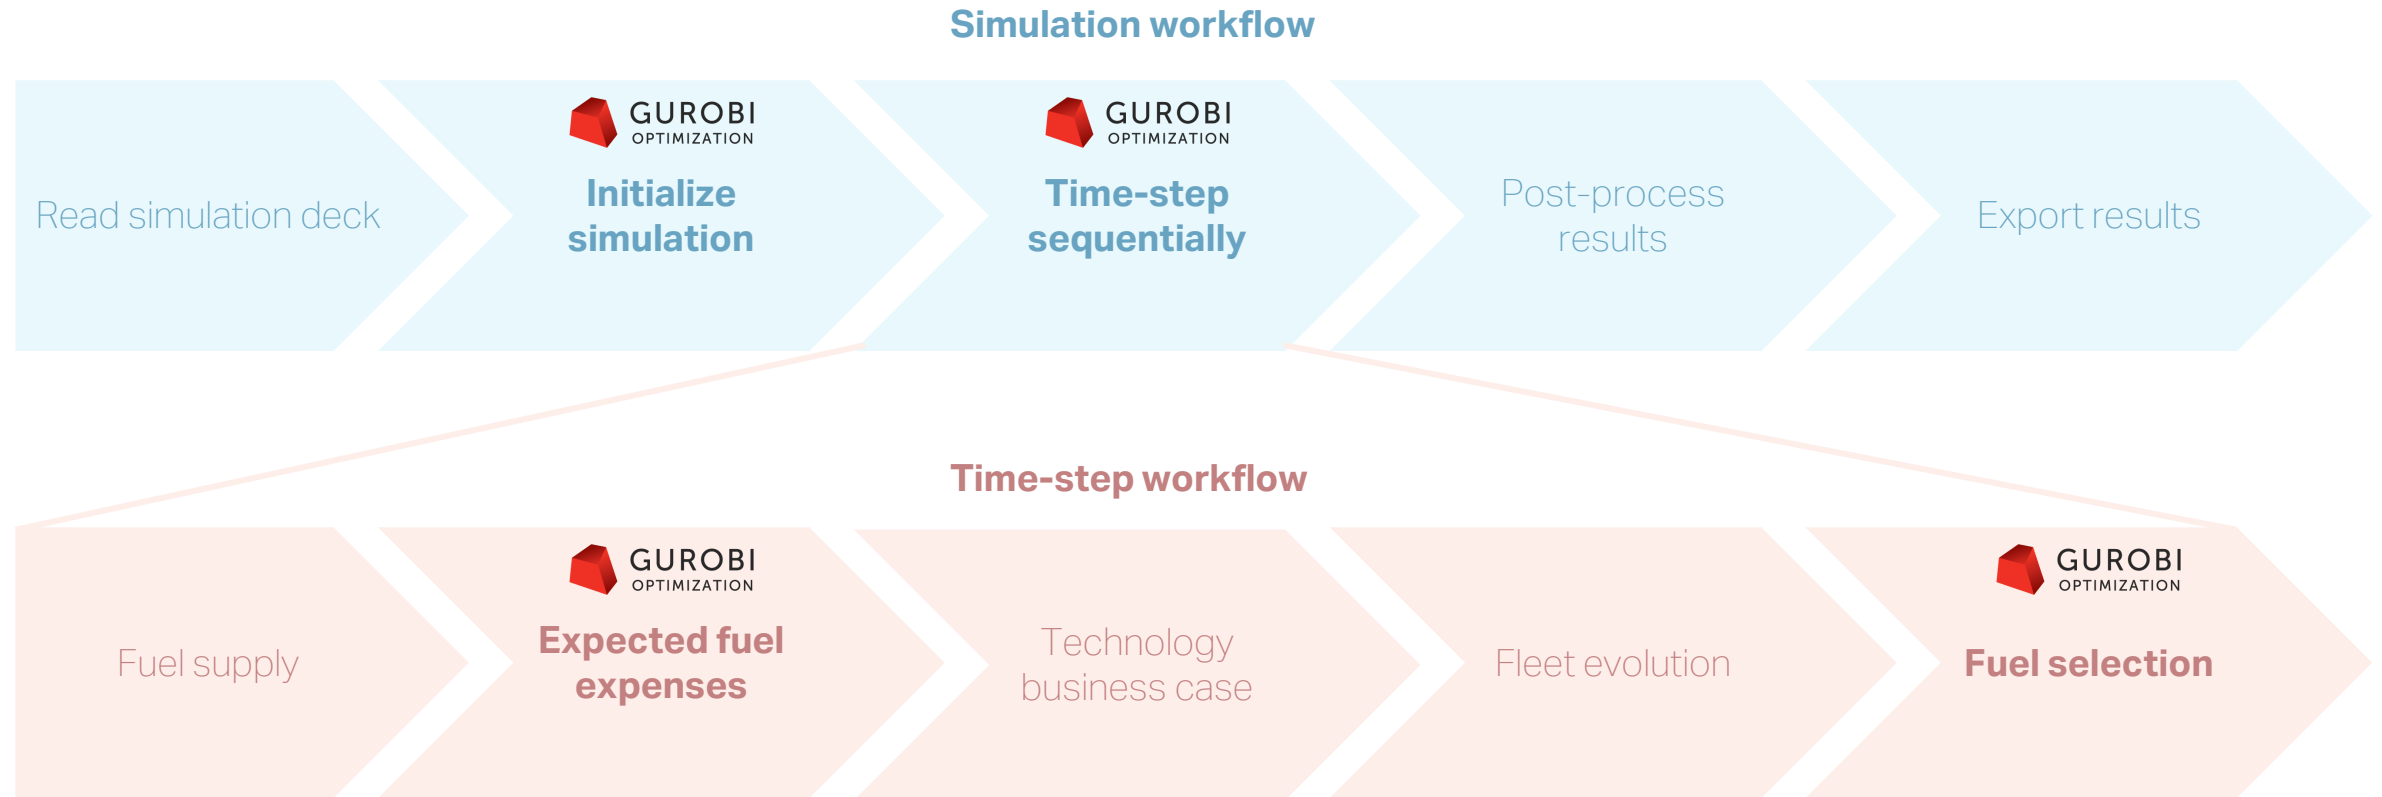 Simulation workflow
Read simulation deck
GUROBI
OPTIMIZATION
Initialize
simulation
GUROBI
OPTIMIZATION
Time-step
sequentially
Post-process
results
Export results
Time-step workflow
Fuel supply
GUROBI
OPTIMIZATION
Expected fuel
expenses
Technology
business case
Fleet evolution
GUROBI
OPTIMIZATION
Fuel selection